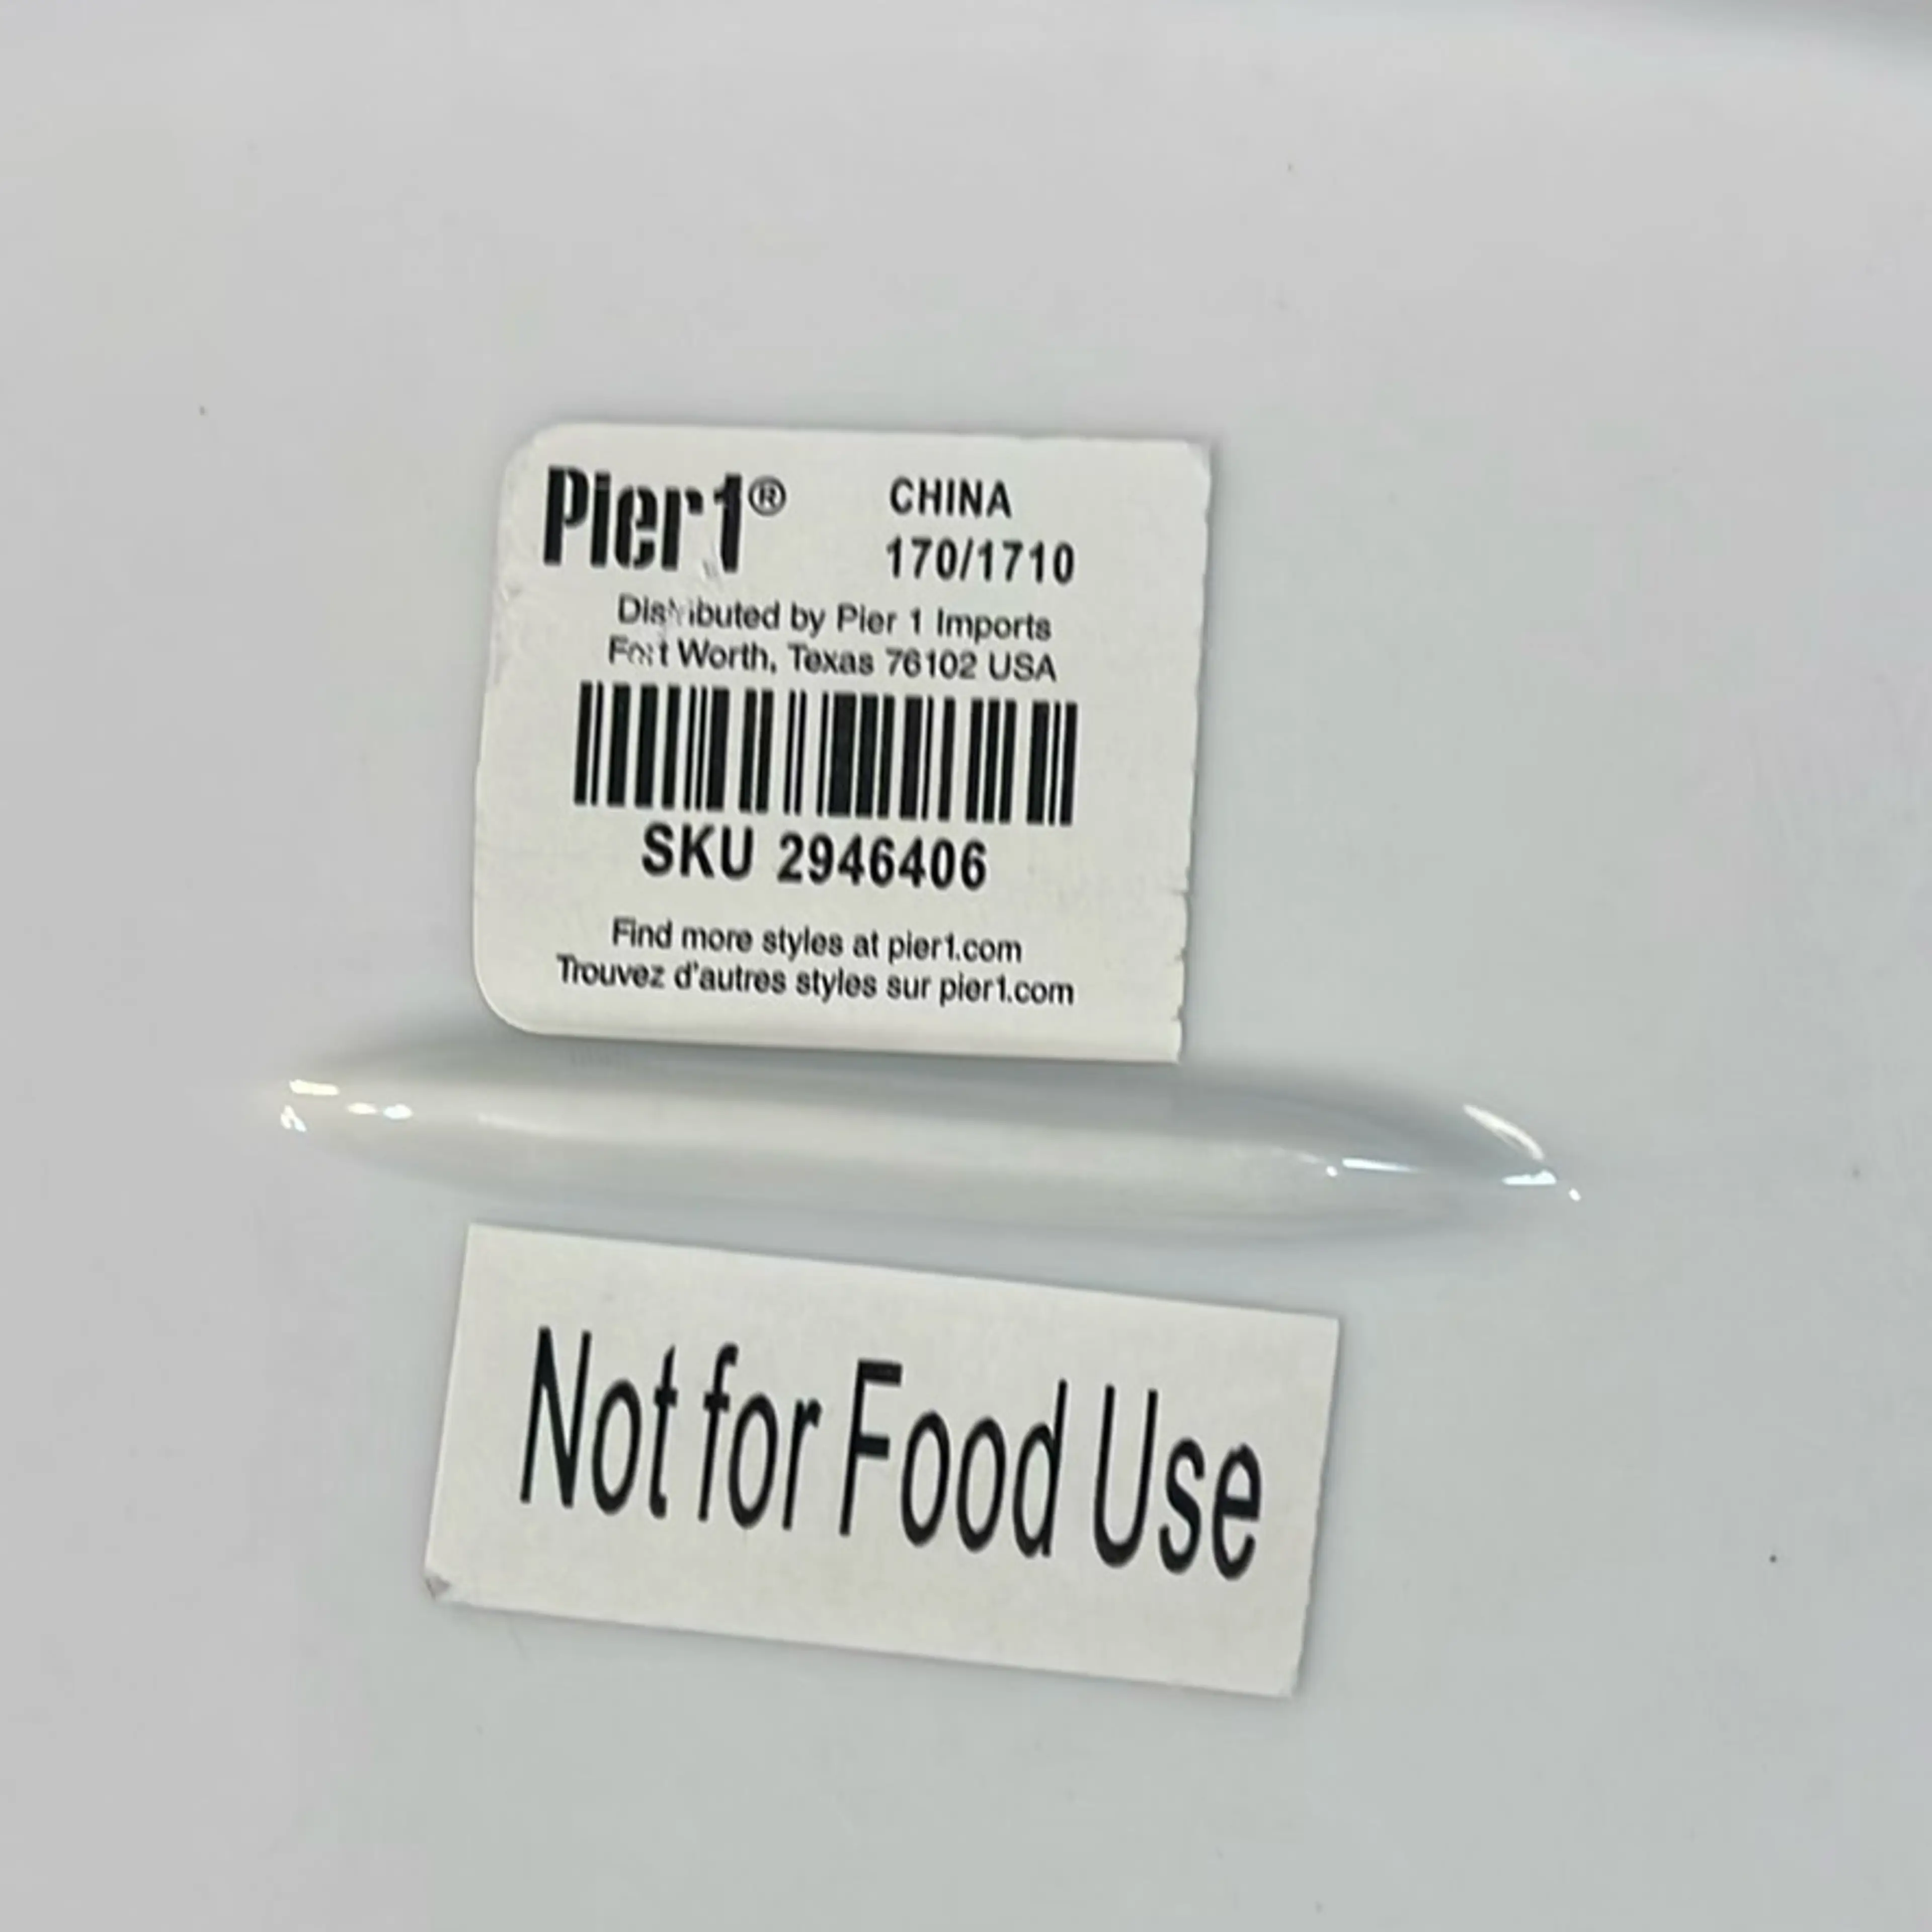 Pier1®
CHINA
170/1710
Distributed by Pier 1 Imports
Fort Worth, Texas 76102 USA
SKU 2946406
Find more styles at pier1.com
Trouvez d'autres styles sur pier1.com
Not for Food Use